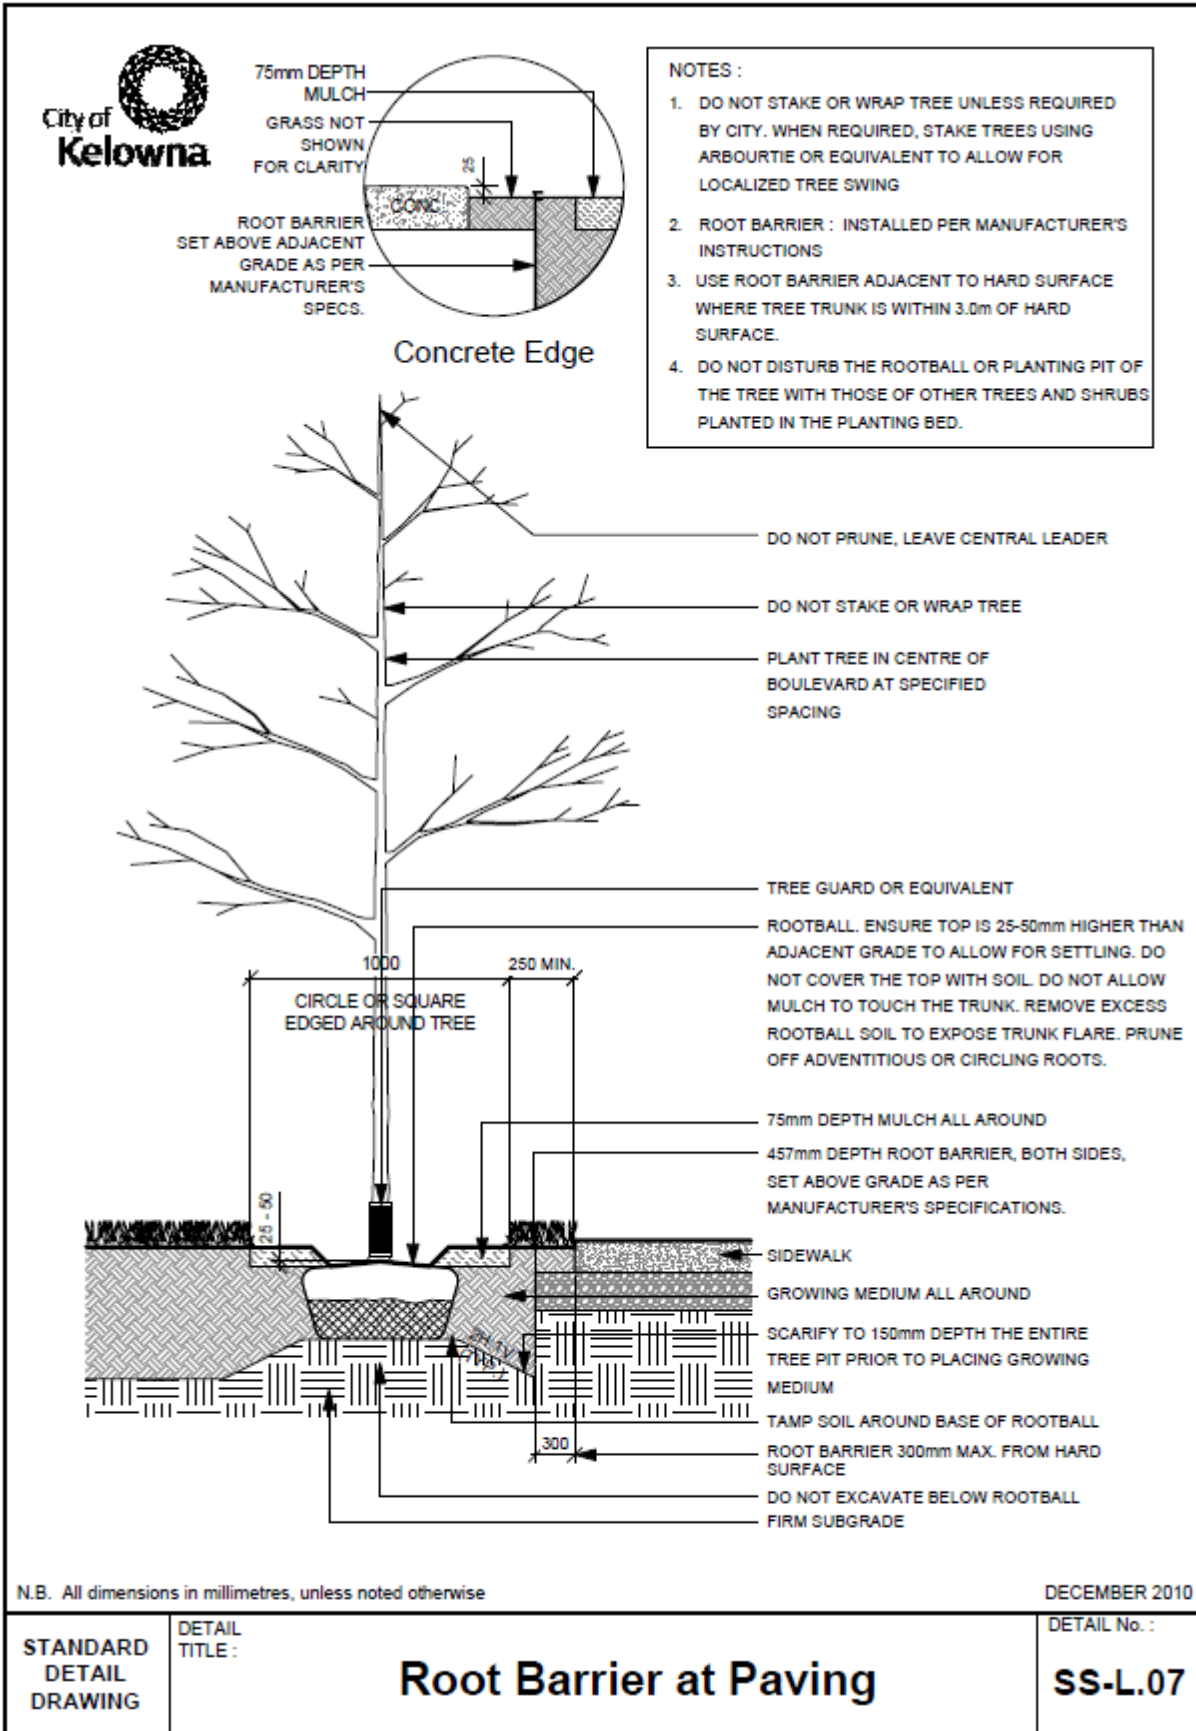 City of
Kelowna
75mm DEPTH
MULCH
GRASS NOT
SHOWN
FOR CLARITY
25
CONC
ROOT BARRIER
SET ABOVE ADJACENT
GRADE AS PER
MANUFACTURER'S
SPECS.
Concrete Edge
NOTES :
1. DO NOT STAKE OR WRAP TREE UNLESS REQUIRED
BY CITY. WHEN REQUIRED, STAKE TREES USING
ARBOURTIE OR EQUIVALENT TO ALLOW FOR
LOCALIZED TREE SWING
2. ROOT BARRIER : INSTALLED PER MANUFACTURER'S
INSTRUCTIONS
3. USE ROOT BARRIER ADJACENT TO HARD SURFACE
WHERE TREE TRUNK IS WITHIN 3.0m OF HARD
SURFACE.
4. DO NOT DISTURB THE ROOTBALL OR PLANTING PIT OF
THE TREE WITH THOSE OF OTHER TREES AND SHRUBS
PLANTED IN THE PLANTING BED.
DO NOT PRUNE, LEAVE CENTRAL LEADER
DO NOT STAKE OR WRAP TREE
PLANT TREE IN CENTRE OF
BOULEVARD AT SPECIFIED
SPACING
TREE GUARD OR EQUIVALENT
ROOTBALL. ENSURE TOP IS 25-50mm HIGHER THAN
ADJACENT GRADE TO ALLOW FOR SETTLING. DO
NOT COVER THE TOP WITH SOIL. DO NOT ALLOW
MULCH TO TOUCH THE TRUNK. REMOVE EXCESS
ROOTBALL SOIL TO EXPOSE TRUNK FLARE. PRUNE
OFF ADVENTITIOUS OR CIRCLING ROOTS.
1000
250 MIN.
CIRCLE OR SQUARE
EDGED AROUND TREE
75mm DEPTH MULCH ALL AROUND
457mm DEPTH ROOT BARRIER, BOTH SIDES,
SET ABOVE GRADE AS PER
MANUFACTURER'S SPECIFICATIONS.
25 - 50
SIDEWALK
GROWING MEDIUM ALL AROUND
SCARIFY TO 150mm DEPTH THE ENTIRE
TREE PIT PRIOR TO PLACING GROWING
MEDIUM
2H:1V
(TYP.)
TAMP SOIL AROUND BASE OF ROOTBALL
300
ROOT BARRIER 300mm MAX. FROM HARD
SURFACE
DO NOT EXCAVATE BELOW ROOTBALL
FIRM SUBGRADE
N.B. All dimensions in millimetres, unless noted otherwise
DECEMBER 2010
STANDARD
DETAIL
DRAWING
DETAIL
TITLE :
Root Barrier at Paving
DETAIL No. :
SS-L.07